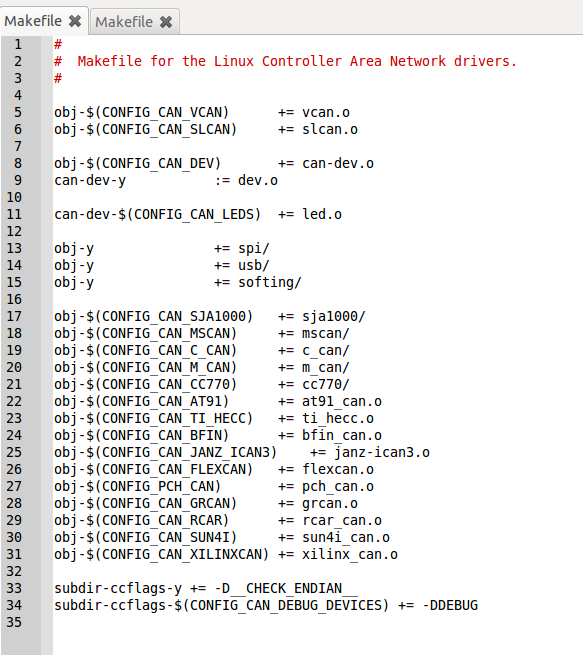 Makefile ✖ Makefile ✖
1 #
2 #  Makefile for the Linux Controller Area Network drivers.
3 #
4
5 obj-$(CONFIG_CAN_VCAN)      += vcan.o
6 obj-$(CONFIG_CAN_SLCAN)     += slcan.o
7
8 obj-$(CONFIG_CAN_DEV)       += can-dev.o
9 can-dev-y           := dev.o
10
11 can-dev-$(CONFIG_CAN_LEDS)  += led.o
12
13 obj-y               += spi/
14 obj-y               += usb/
15 obj-y               += softing/
16
17 obj-$(CONFIG_CAN_SJA1000)   += sja1000/
18 obj-$(CONFIG_CAN_MSCAN)     += mscan/
19 obj-$(CONFIG_CAN_C_CAN)     += c_can/
20 obj-$(CONFIG_CAN_M_CAN)     += m_can/
21 obj-$(CONFIG_CAN_CC770)     += cc770/
22 obj-$(CONFIG_CAN_AT91)      += at91_can.o
23 obj-$(CONFIG_CAN_TI_HECC)   += ti_hecc.o
24 obj-$(CONFIG_CAN_BFIN)      += bfin_can.o
25 obj-$(CONFIG_CAN_JANZ_ICAN3)    += janz-ican3.o
26 obj-$(CONFIG_CAN_FLEXCAN)   += flexcan.o
27 obj-$(CONFIG_PCH_CAN)       += pch_can.o
28 obj-$(CONFIG_CAN_GRCAN)     += grcan.o
29 obj-$(CONFIG_CAN_RCAR)      += rcar_can.o
30 obj-$(CONFIG_CAN_SUN4I)     += sun4i_can.o
31 obj-$(CONFIG_CAN_XILINXCAN) += xilinx_can.o
32
33 subdir-ccflags-y += -D__CHECK_ENDIAN__
34 subdir-ccflags-$(CONFIG_CAN_DEBUG_DEVICES) += -DDEBUG
35